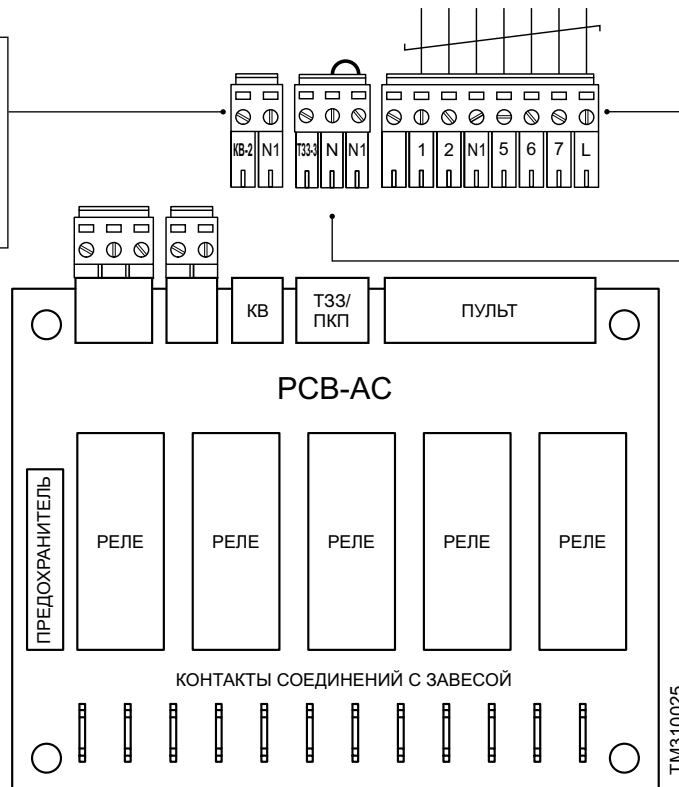 КВ-2 N1 ТЗЗ-3 N N1 1 2 N1 5 6 7 L
КВ
ТЗЗ/
ПКП
ПУЛЬТ
PCB-AC
ПРЕДОХРАНИТЕЛЬ
РЕЛЕ РЕЛЕ РЕЛЕ РЕЛЕ РЕЛЕ
КОНТАКТЫ СОЕДИНЕНИЙ С ЗАВЕСОЙ
TM310025